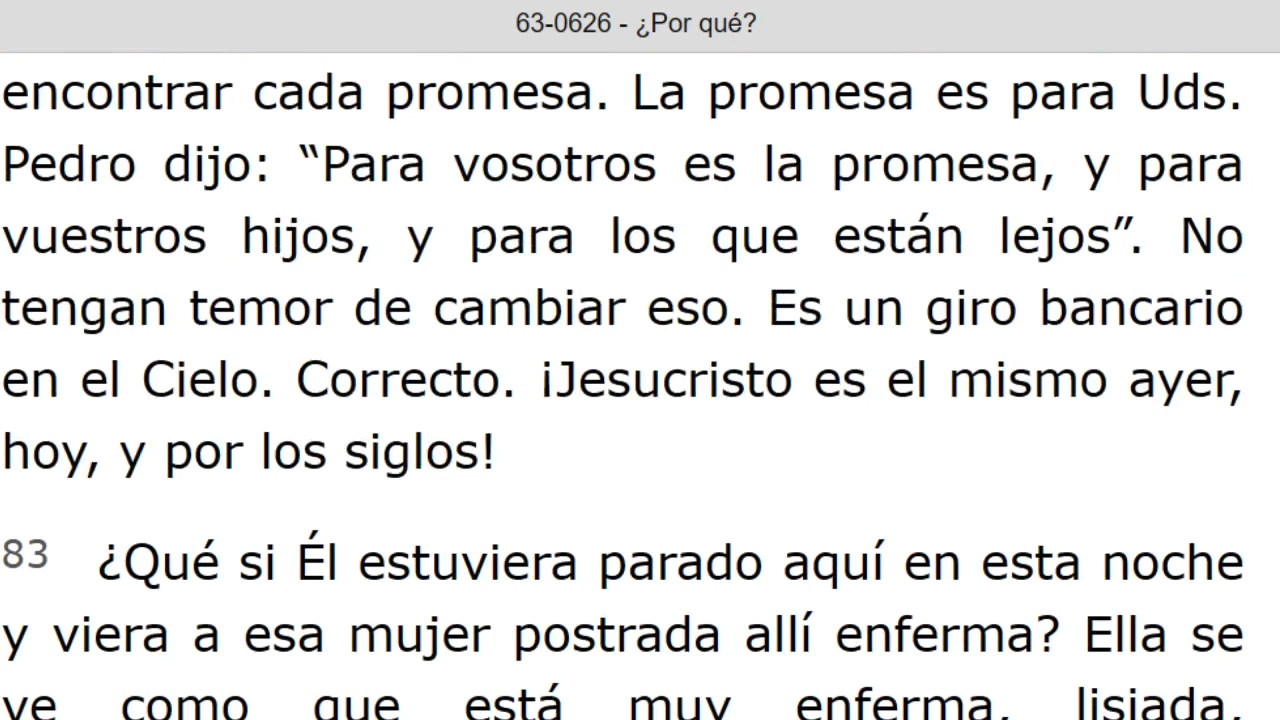 63-0626 - ¿Por qué?
encontrar cada promesa. La promesa es para Uds.
Pedro dijo: “Para vosotros es la promesa, y para
vuestros hijos, y para los que están lejos”. No
tengan temor de cambiar eso. Es un giro bancario
en el Cielo. Correcto. ¡Jesucristo es el mismo ayer,
hoy, y por los siglos!
83 ¿Qué si Él estuviera parado aquí en esta noche
y viera a esa mujer postrada allí enferma? Ella se
ve como que está muy enferma, lisiada,